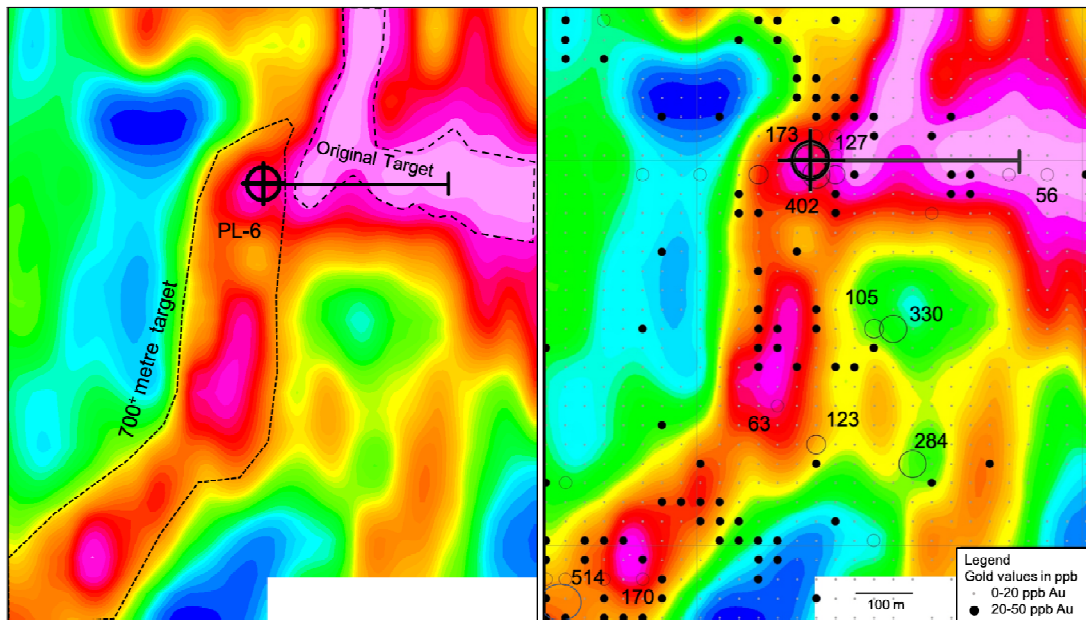 Original Target
PL-6
700+ metre target
173
127
402
56
105
330
63
123
284
514
170
100 m
Legend
Gold values in ppb
0-20 ppb Au
20-50 ppb Au